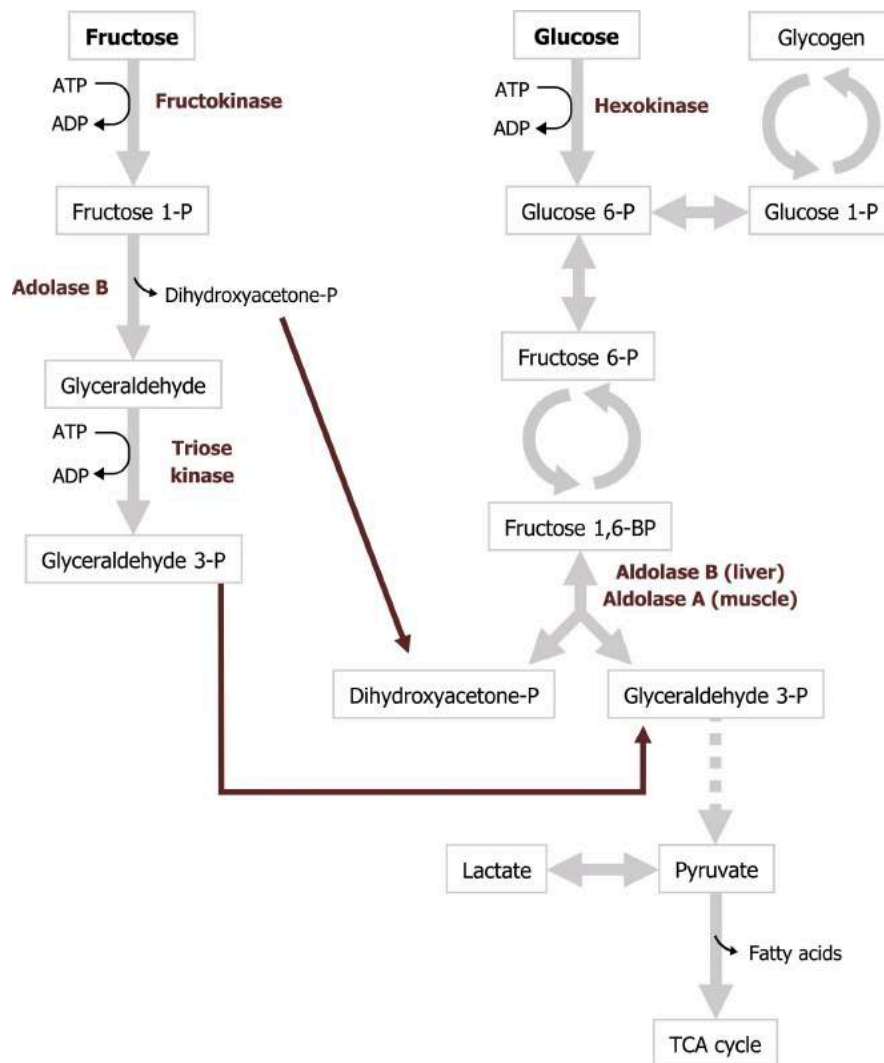 Fructose
ATP
Fructokinase
ADP
Fructose 1-P
Adolase B
Dihydroxyacetone-P
Glyceraldehyde
ATP
Triose
kinase
ADP
Glyceraldehyde 3-P
Glucose
Glycogen
ATP
Hexokinase
ADP
Glucose 6-P
Glucose 1-P
Fructose 6-P
Fructose 1,6-BP
Aldolase B (liver)
Aldolase A (muscle)
Dihydroxyacetone-P
Glyceraldehyde 3-P
Lactate
Pyruvate
Fatty acids
TCA cycle